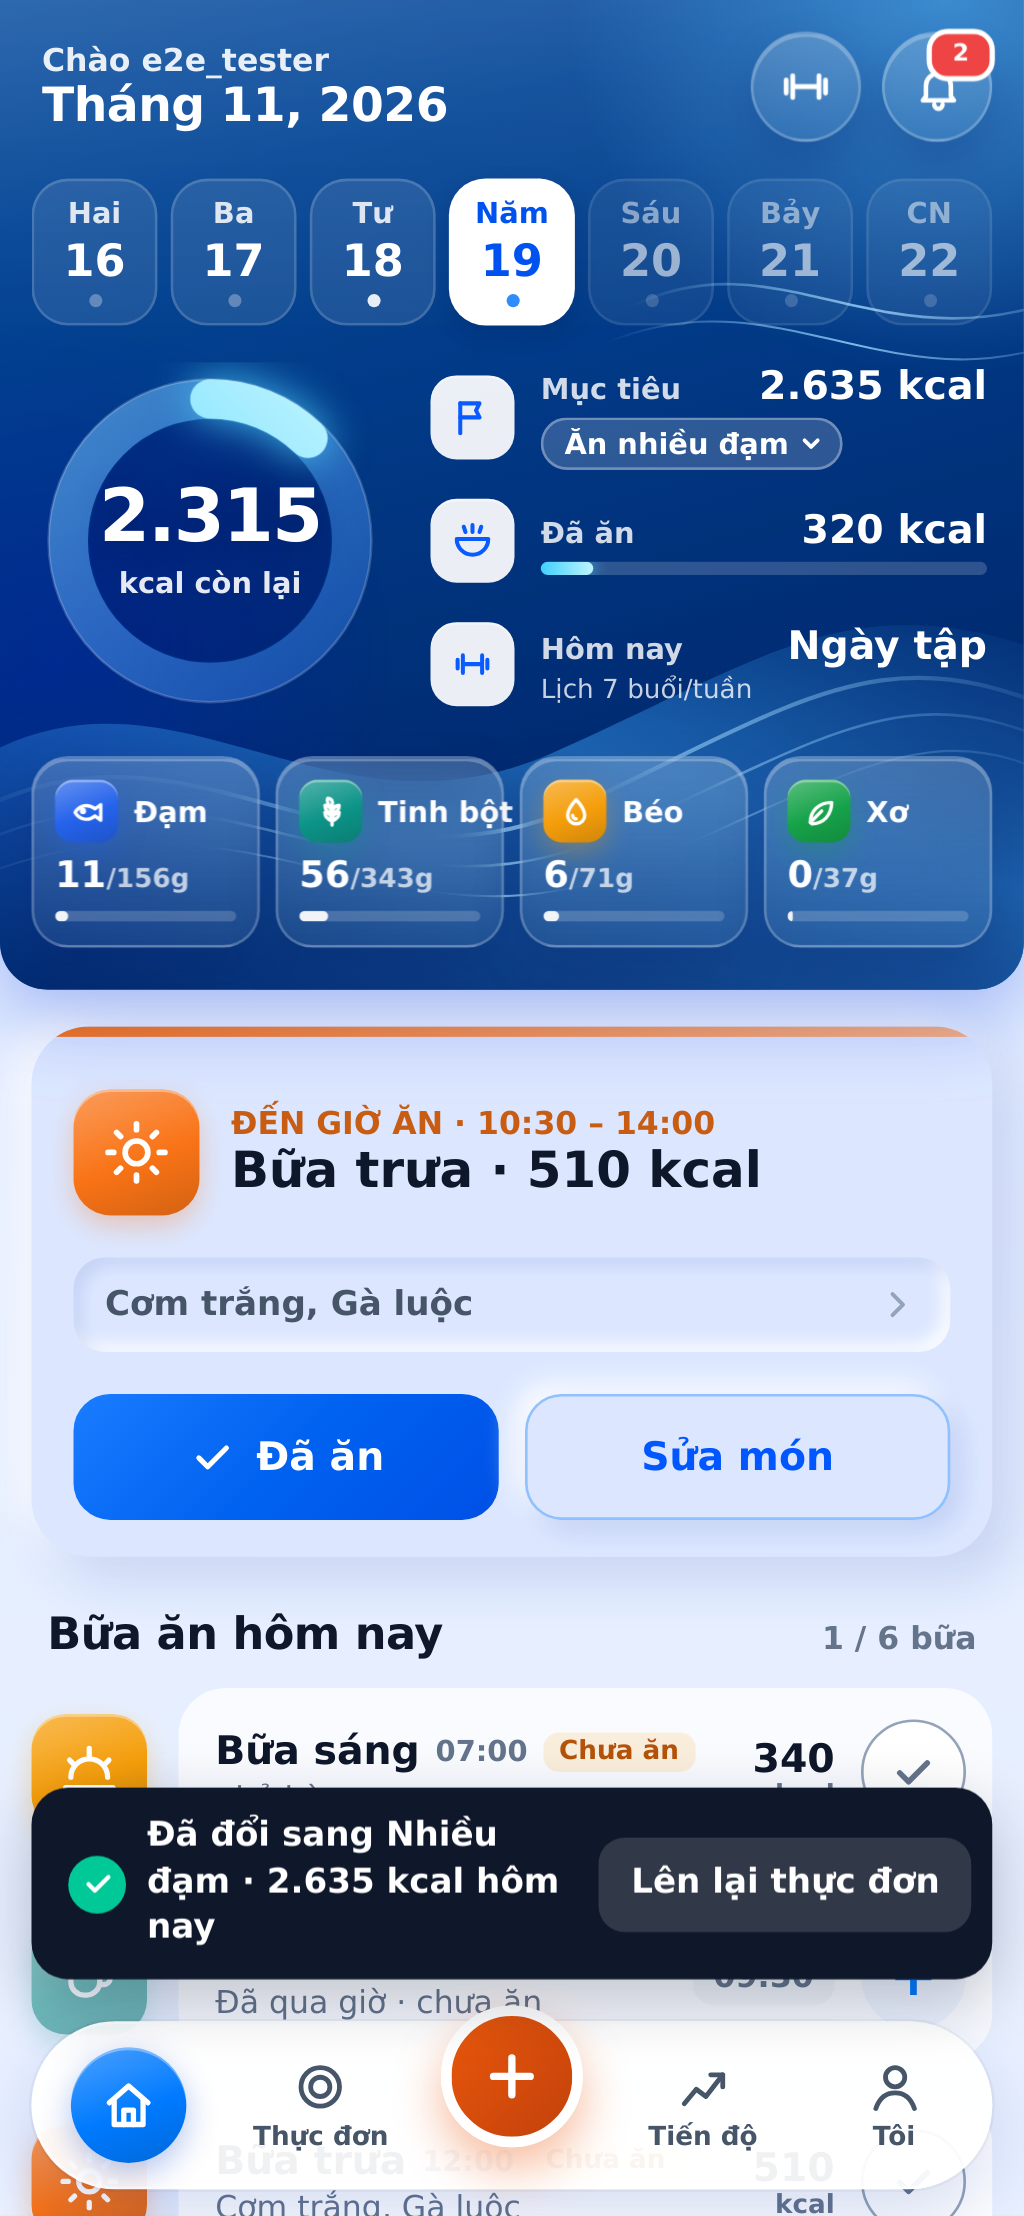 Chào e2e_tester
Tháng 11, 2026
2
Hai
16
Ba
17
Tư
18
Năm
19
Sáu
20
Bảy
21
CN
22
2.315
kcal còn lại
Mục tiêu
2.635 kcal
Ăn nhiều đạm
Đã ăn
320 kcal
Hôm nay
Ngày tập
Lịch 7 buổi/tuần
Đạm
11/156g
Tinh bột
56/343g
Béo
6/71g
Xơ
0/37g
ĐẾN GIỜ ĂN · 10:30 – 14:00
Bữa trưa · 510 kcal
Cơm trắng, Gà luộc
Đã ăn
Sửa món
Bữa ăn hôm nay
1 / 6 bữa
Bữa sáng 07:00 Chưa ăn
340
Đã đổi sang Nhiều
đạm · 2.635 kcal hôm
nay
Lên lại thực đơn
Đã qua giờ · chưa ăn
Thực đơn
Tiến độ
Tôi
Bữa trưa 12:00 Chưa ăn
510
kcal
Cơm trắng, Gà luộc